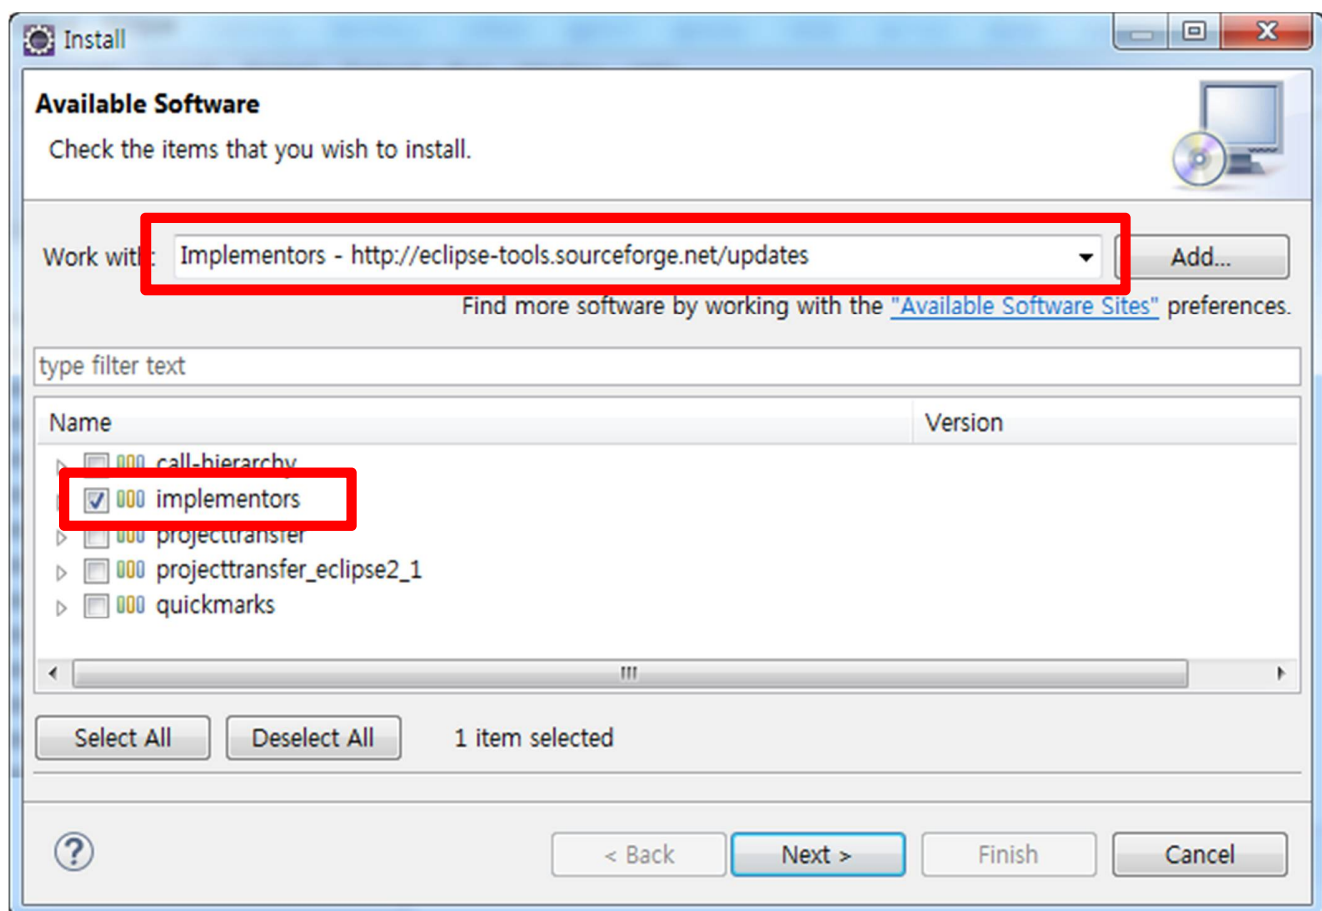 Install
Available Software
Check the items that you wish to install.
Work with: Implementors - http://eclipse-tools.sourceforge.net/updates Add...
Find more software by working with the "Available Software Sites" preferences.
type filter text
Name Version
call-hierarchy
implementors
projecttransfer
projecttransfer_eclipse2_1
quickmarks
Select All Deselect All 1 item selected
? < Back Next > Finish Cancel